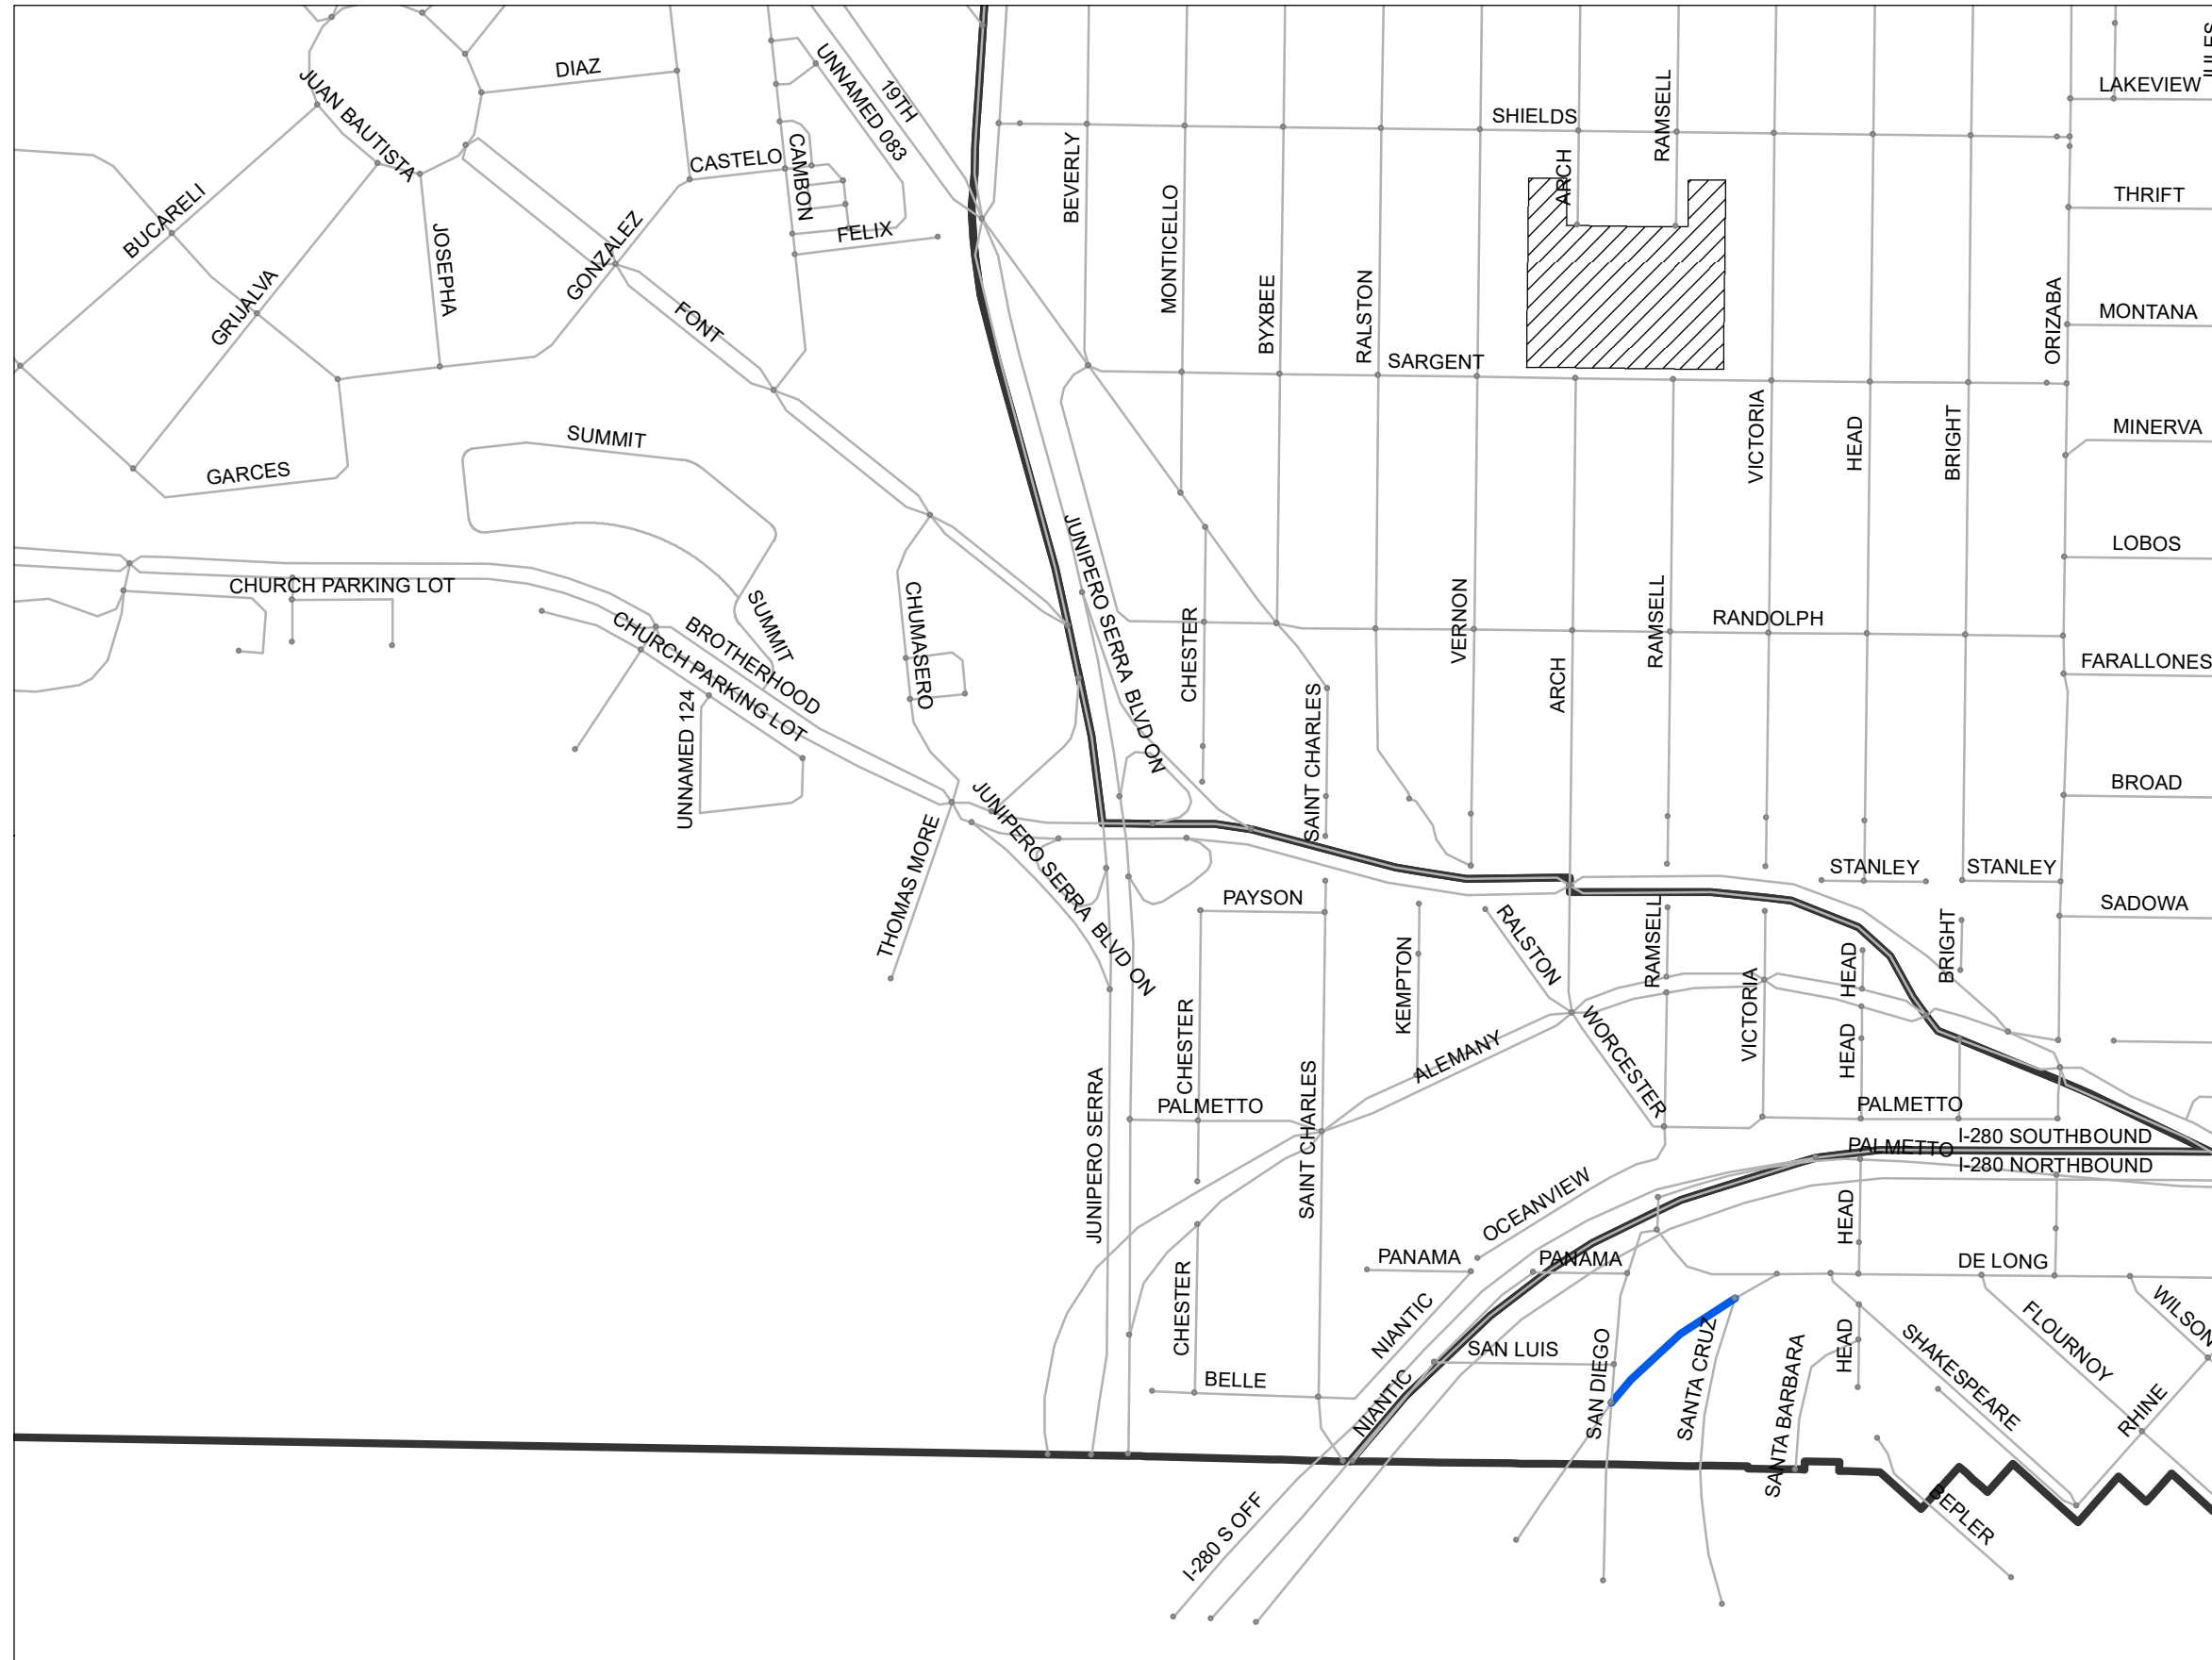 JULES
LAKEVIEW
DIAZ
JUAN BAUTISTA
UNNAMED 083
19TH
SHIELDS
RAMSELL
ARCH
CASTELO
CAMBON
BEVERLY
MONTICELLO
THRIFT
BUCARELI
JOSEPHA
GONZALEZ
FELIX
GRIJALVA
FONT
BYXBEE
RALSTON
SARGENT
ORIZABA
MONTANA
SUMMIT
GARCES
VICTORIA
HEAD
BRIGHT
MINERVA
LOBOS
JUNIPERO SERRA BLVD ON
CHURCH PARKING LOT
SUMMIT
CHUMASERO
CHURCH PARKING LOT
BROTHERHOOD
UNNAMED 124
CHESTER
SAINT CHARLES
VERNON
ARCH
RAMSELL
RANDOLPH
FARALLONES
BROAD
JUNIPERO SERRA BLVD ON
THOMAS MORE
STANLEY
STANLEY
PAYSON
KEMPTON
RALSTON
RAMSELL
VICTORIA
HEAD
BRIGHT
SADOWA
CHESTER
ALEMANY
WORCESTER
HEAD
JUNIPERO SERRA
PALMETTO
SAINT CHARLES
PALMETTO
I-280 SOUTHBOUND
PALMETTO
I-280 NORTHBOUND
OCEANVIEW
HEAD
CHESTER
PANAMA
PANAMA
DE LONG
NIANTIC
SAN LUIS
SAN DIEGO
SANTA CRUZ
SANTA BARBARA
HEAD
SHAKESPEARE
FLOURNOY
WILSON
BELLE
NIANTIC
RHINE
I-280 S OFF
BEPLER